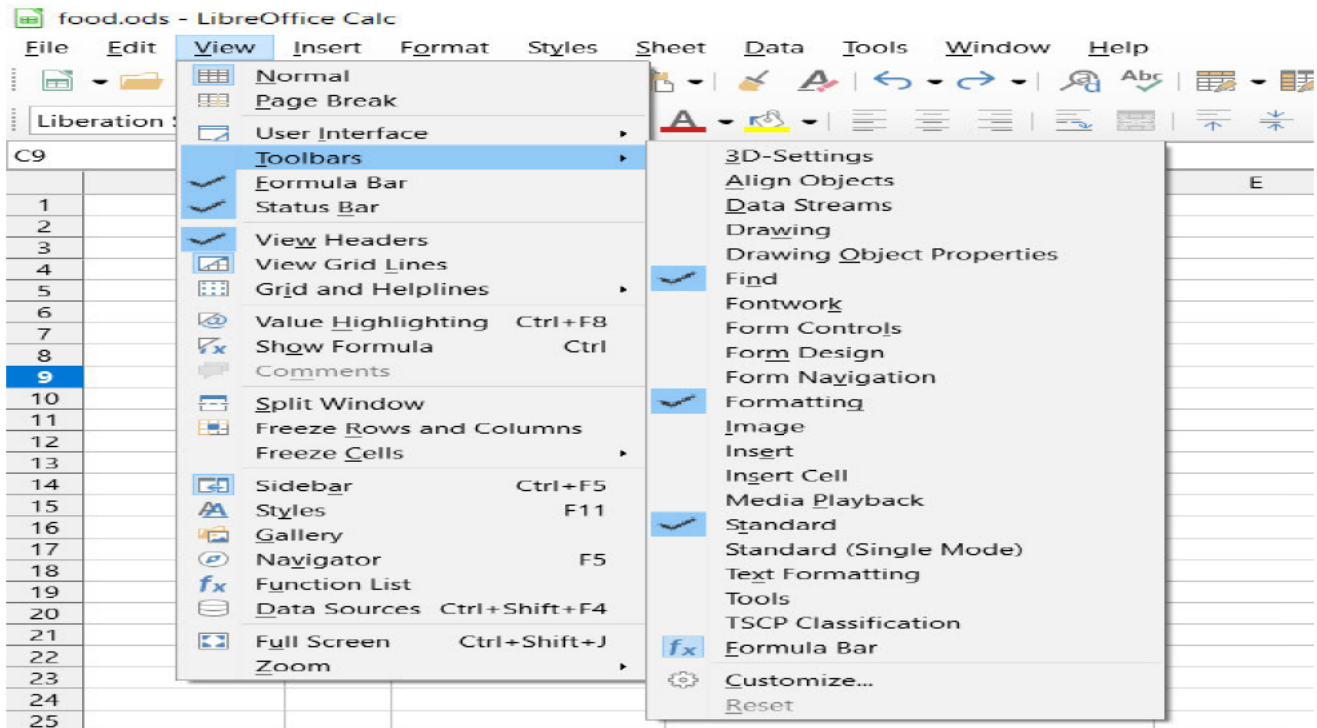 food.ods - LibreOffice Calc
File Edit View Insert Format Styles Sheet Data Tools Window Help
Abc
Liberation
C9
E
Normal
Page Break
User Interface
Toolbars
Formula Bar
Status Bar
View Headers
View Grid Lines
Grid and Helplines
Value Highlighting Ctrl+F8
Show Formula Ctrl
Comments
Split Window
Freeze Rows and Columns
Freeze Cells
Sidebar Ctrl+F5
Styles F11
Gallery
Navigator F5
Function List
Data Sources Ctrl+Shift+F4
Full Screen Ctrl+Shift+J
Zoom
3D-Settings
Align Objects
Data Streams
Drawing
Drawing Object Properties
Find
Fontwork
Form Controls
Form Design
Form Navigation
Formatting
Image
Insert
Insert Cell
Media Playback
Standard
Standard (Single Mode)
Text Formatting
Tools
TSCP Classification
Formula Bar
Customize...
Reset
1
2
3
4
5
6
7
8
9
10
11
12
13
14
15
16
17
18
19
20
21
22
23
24
25